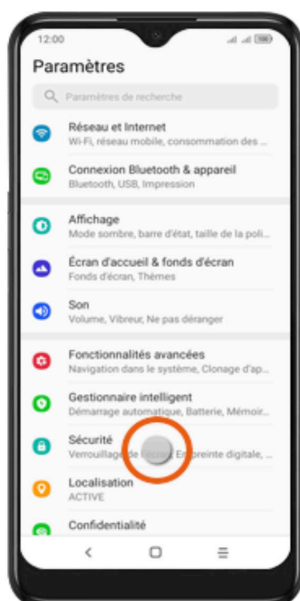 12:00
Paramètres
Paramètres de recherche
Réseau et Internet
Wi-Fi, réseau mobile, consommation des ...
Connexion Bluetooth & appareil
Bluetooth, USB, Impression
Affichage
Mode sombre, barre d'état, taille de la poli...
Écran d'accueil & fonds d'écran
Fonds d'écran, Thèmes
Son
Volume, Vibreur, Ne pas déranger
Fonctionnalités avancées
Navigation dans le système, Clonage d'ap...
Gestionnaire intelligent
Démarrage automatique, Batterie, Mémoir...
Sécurité
Verrouillage de l'écran, Empreinte digitale, ...
Localisation
ACTIVE
Confidentialité